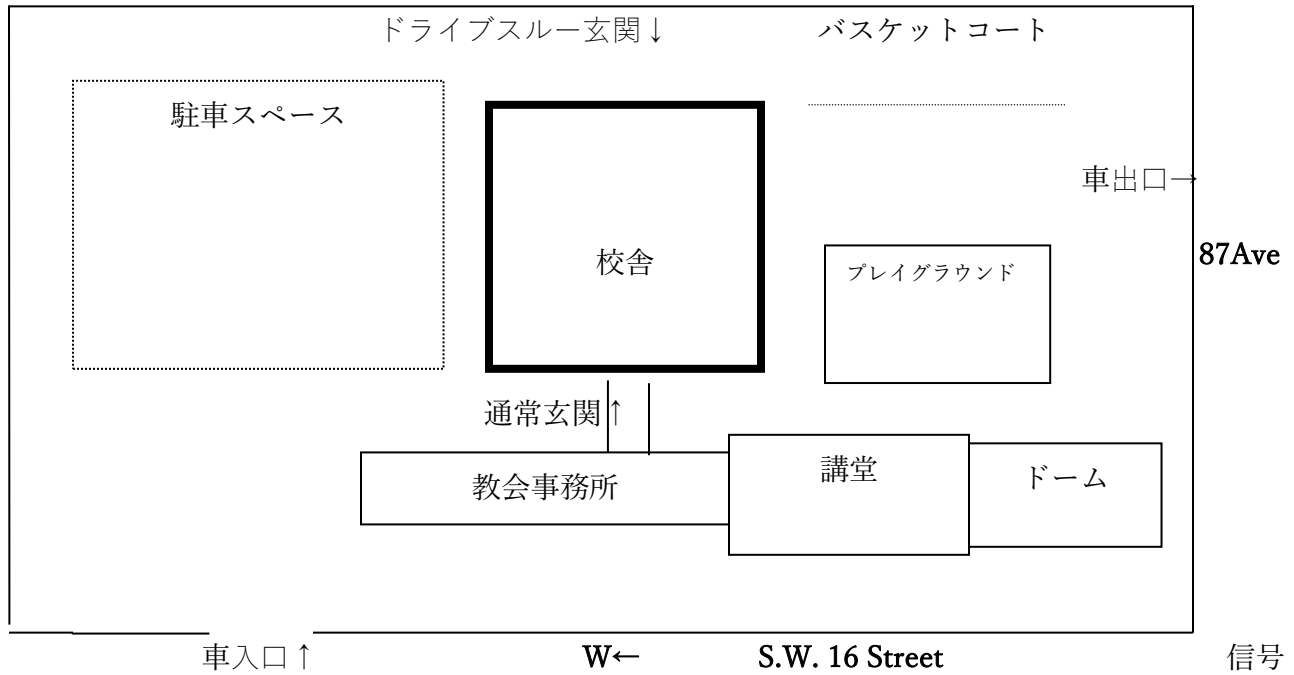 ドライブスルー玄関↓ バスケットコート
駐車スペース
車出口→
校舎
87Ave
プレイグラウンド
通常玄関↑
教会事務所
講堂
ドーム
車入口↑ W← S.W. 16 Street 信号